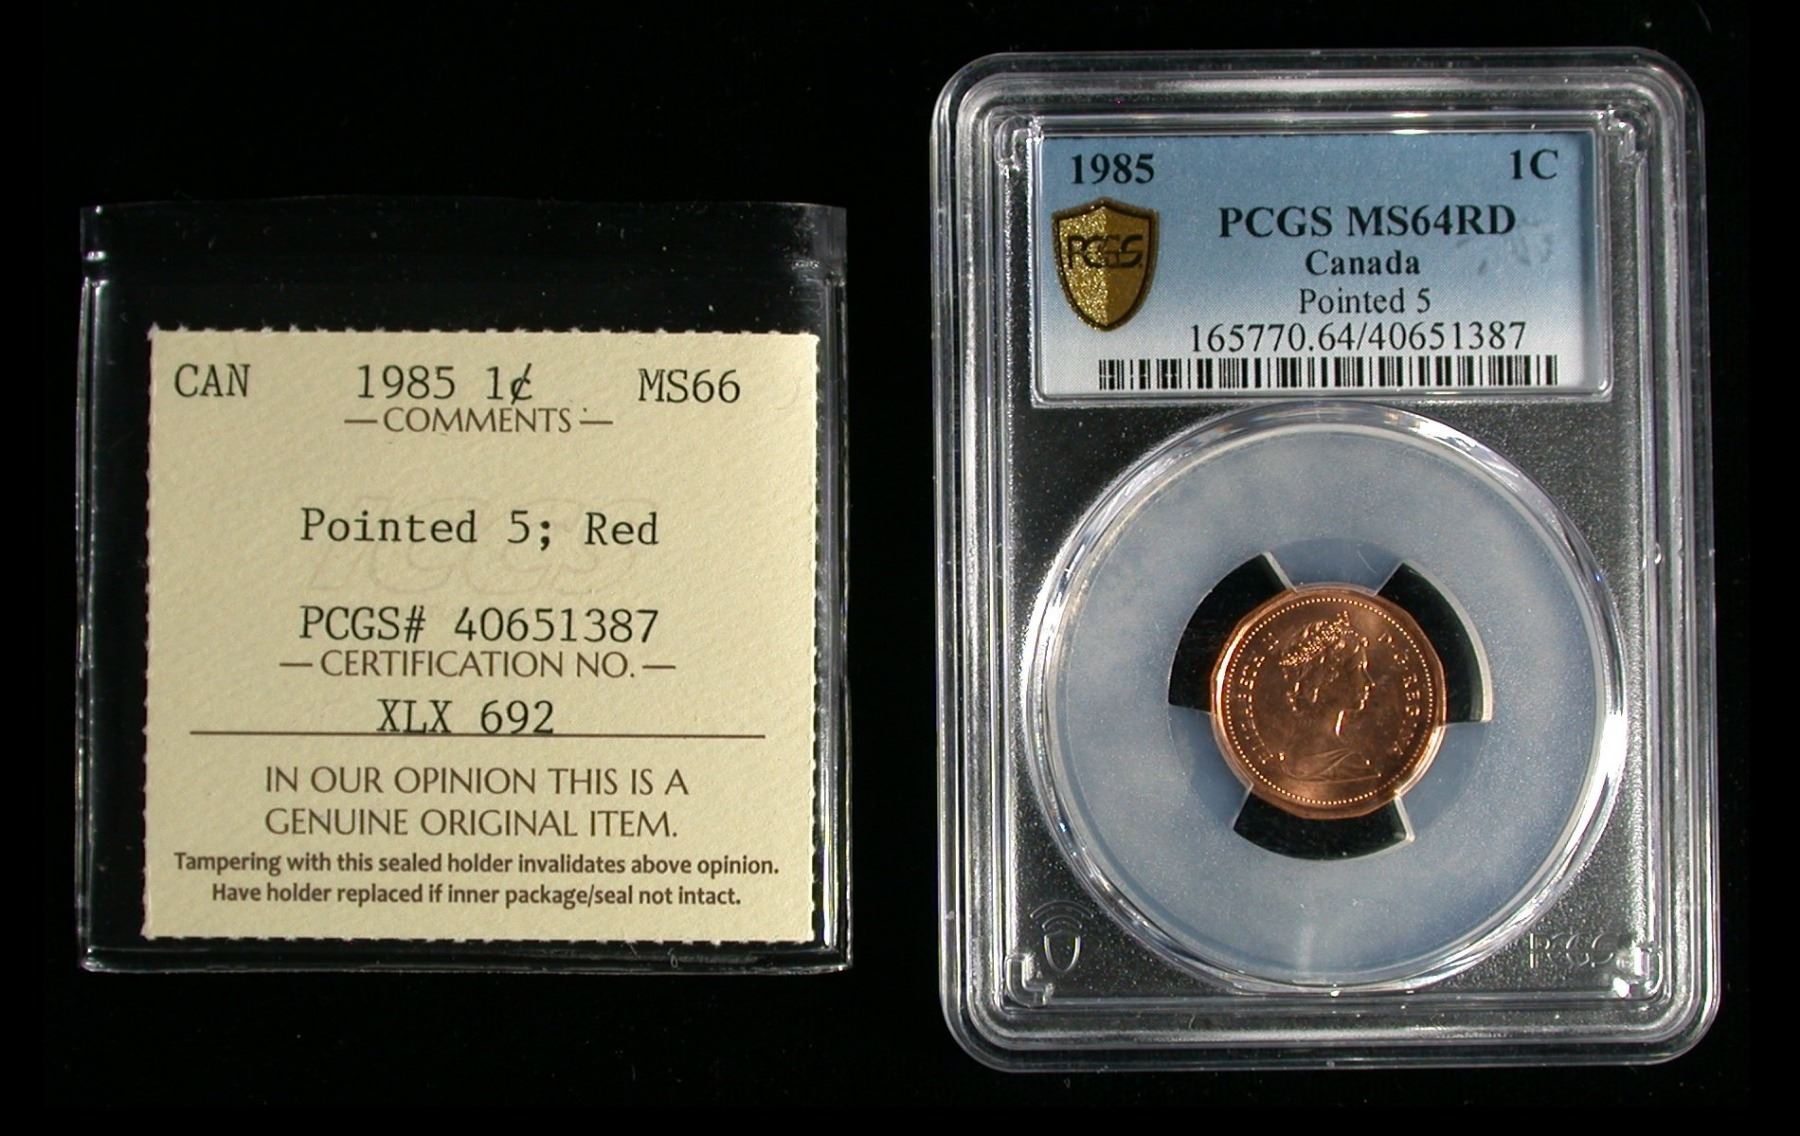 CAN 1985 1¢ MS66
—COMMENTS—
ICCS
Pointed 5; Red
PCGS# 40651387
—CERTIFICATION NO.—
XLX 692
IN OUR OPINION THIS IS A
GENUINE ORIGINAL ITEM.
Tampering with this sealed holder invalidates above opinion.
Have holder replaced if inner package/seal not intact.
1985 1C
PCGS MS64RD
PCGS
Canada
Pointed 5
165770.64/40651387
ELIZABETH II D·G·REGINA
PCGS